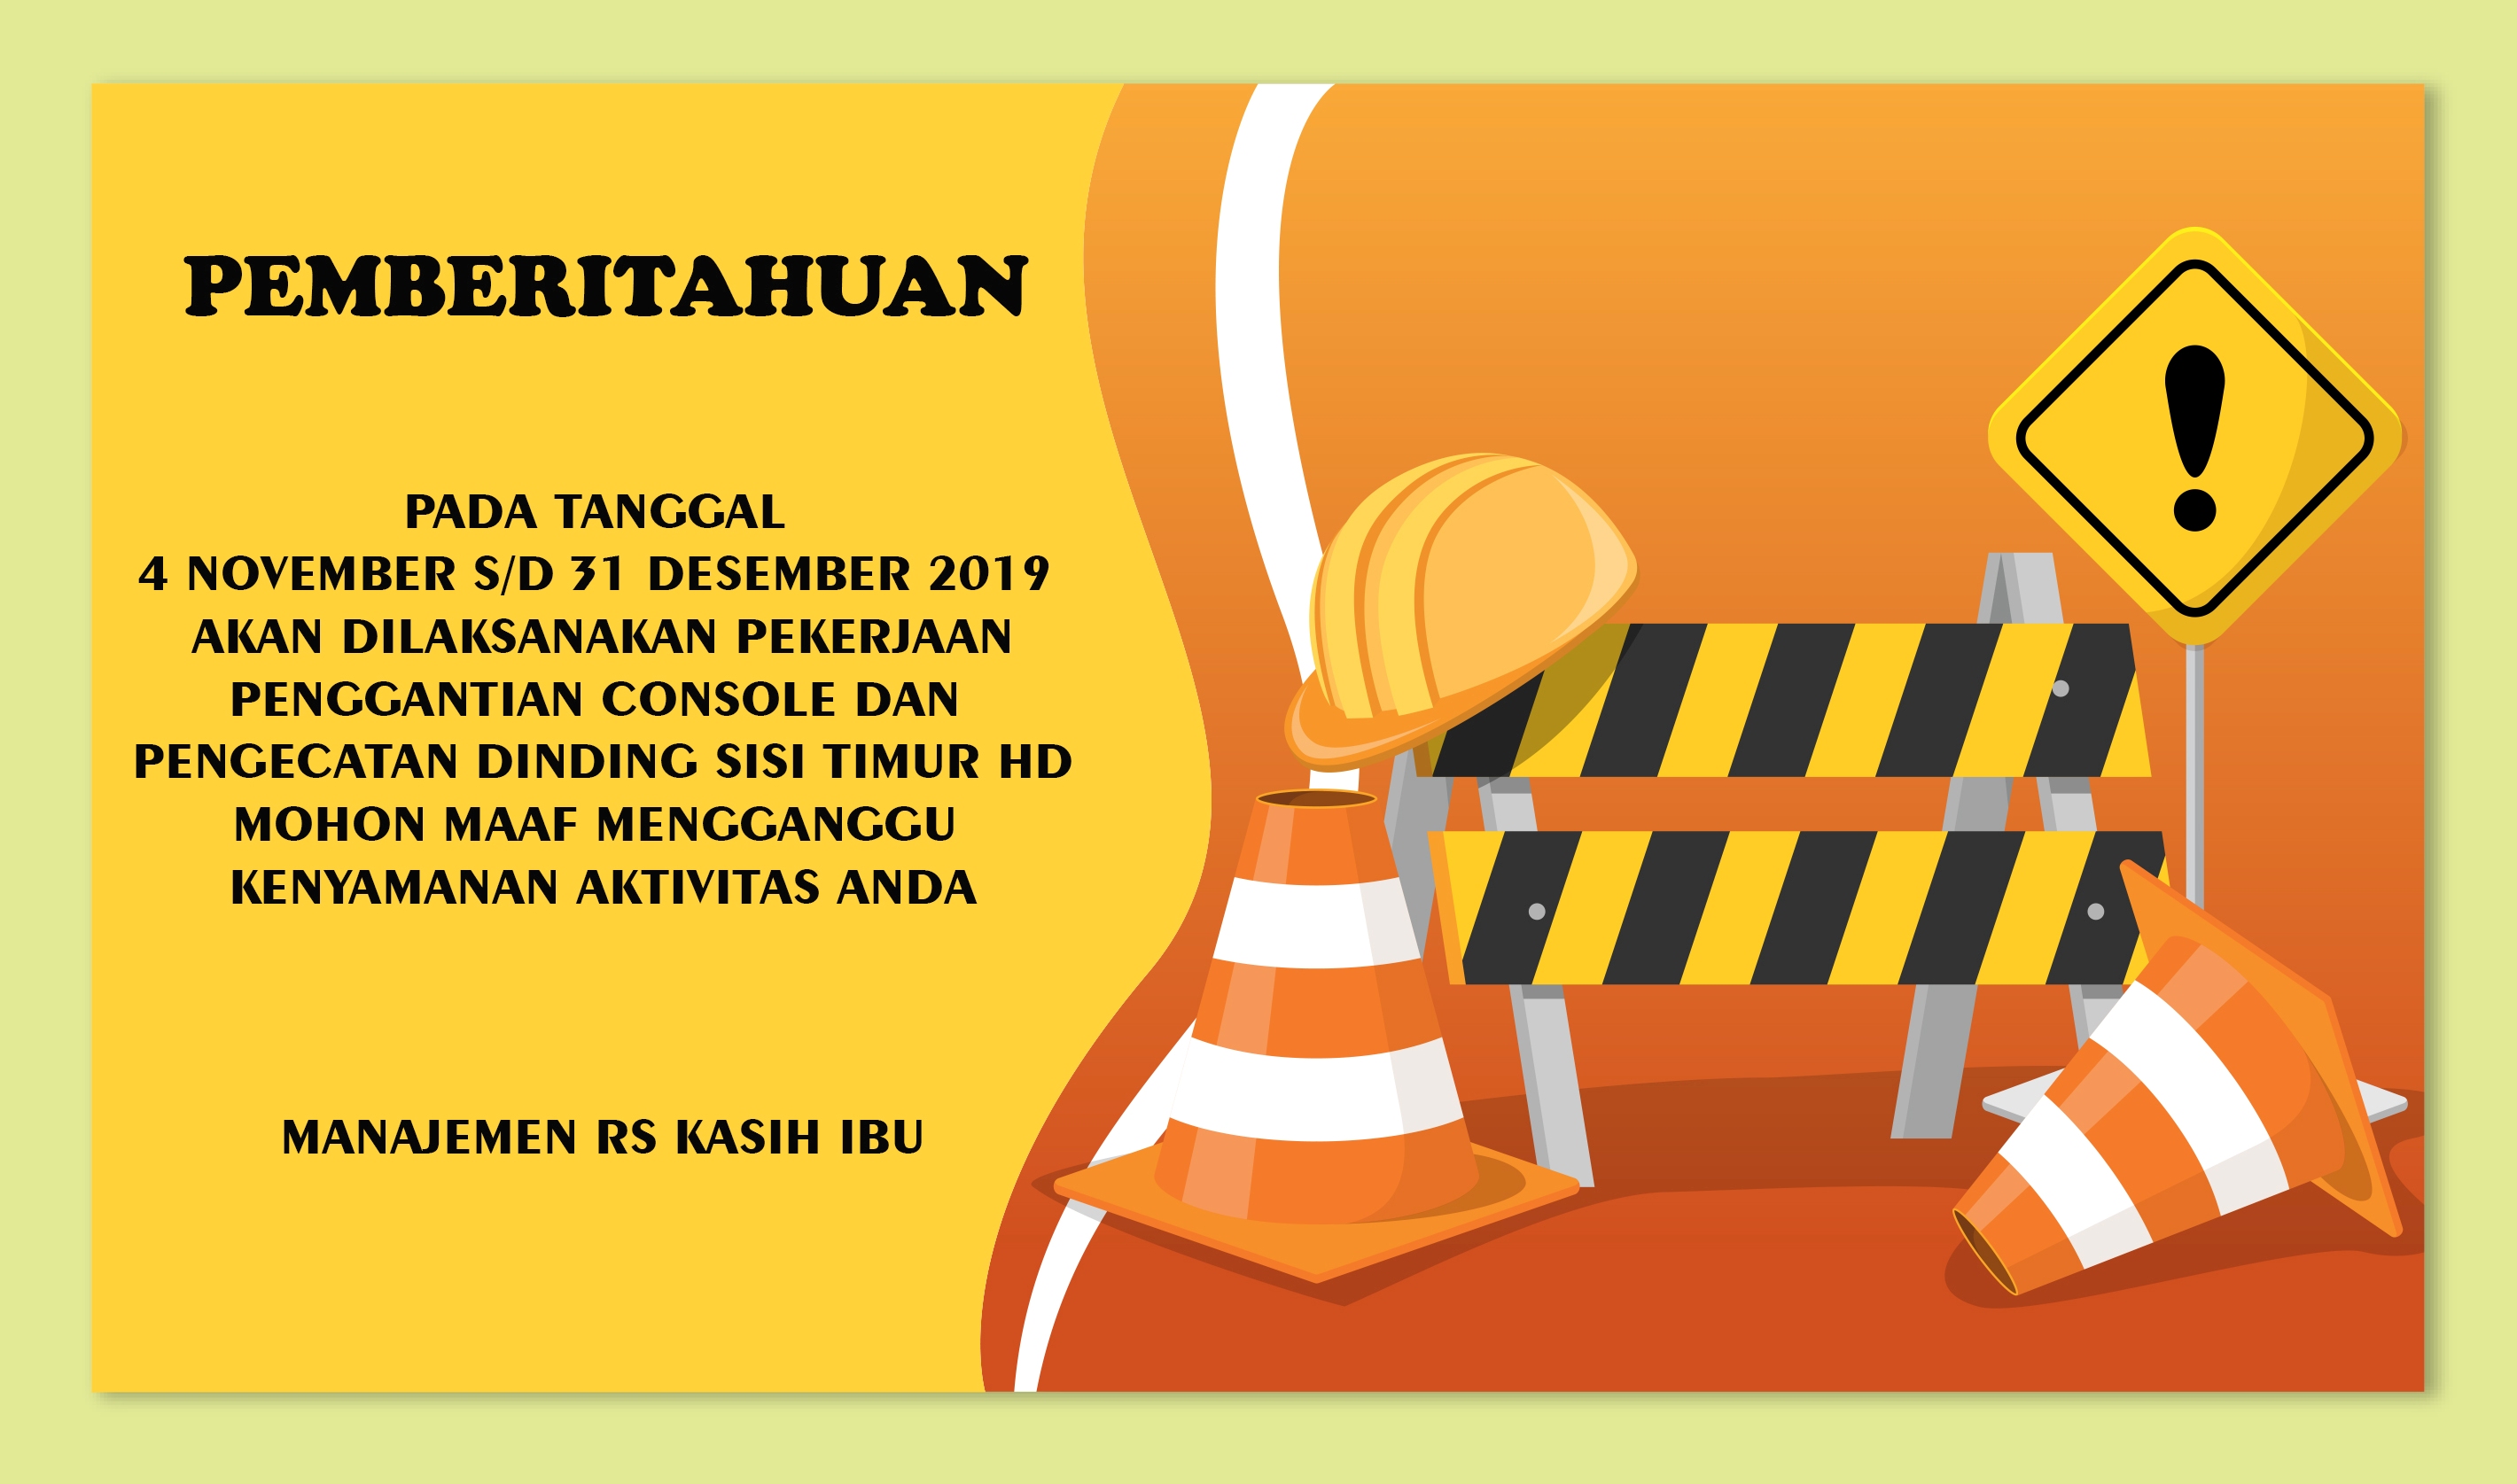 PEMBERITAHUAN
PADA TANGGAL
4 NOVEMBER S/D 31 DESEMBER 2019
AKAN DILAKSANAKAN PEKERJAAN
PENGGANTIAN CONSOLE DAN
PENGECATAN DINDING SISI TIMUR HD
MOHON MAAF MENGGANGGU
KENYAMANAN AKTIVITAS ANDA
MANAJEMEN RS KASIH IBU